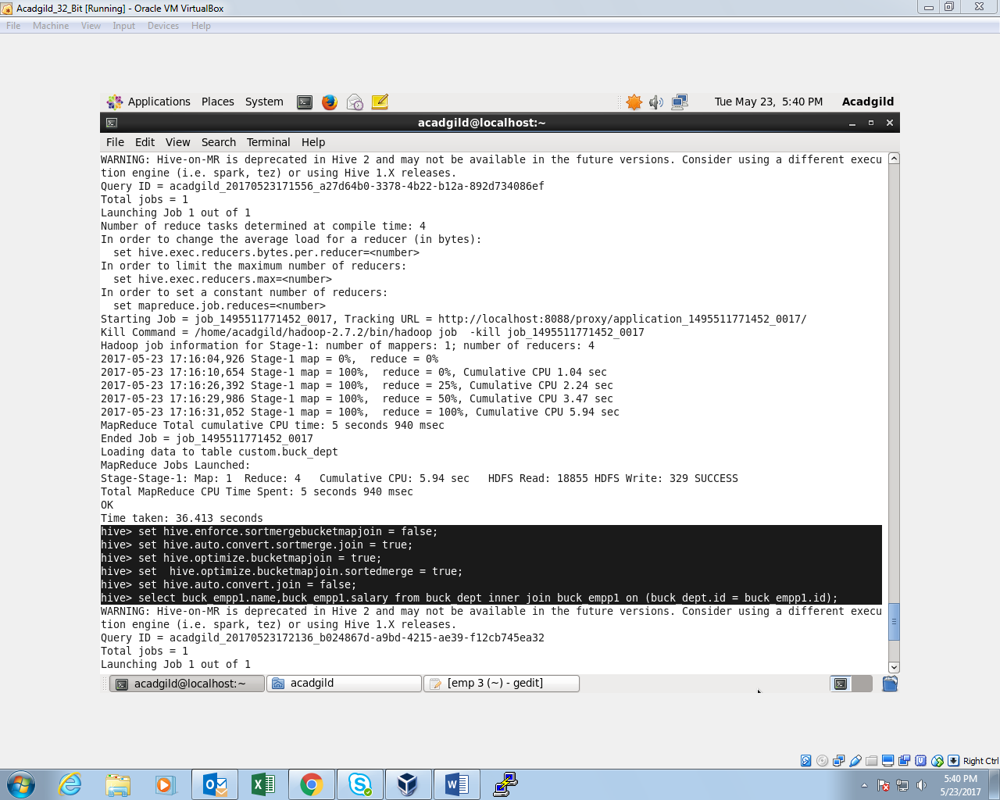 Acadgild_32_Bit [Running] - Oracle VM VirtualBox
File Machine View Input Devices Help
Applications Places System Tue May 23, 5:40 PM Acadgild
acadgild@localhost:~
File Edit View Search Terminal Help
WARNING: Hive-on-MR is deprecated in Hive 2 and may not be available in the future versions. Consider using a different execu
tion engine (i.e. spark, tez) or using Hive 1.X releases.
Query ID = acadgild_20170523171556_a27d64b0-3378-4b22-b12a-892d734086ef
Total jobs = 1
Launching Job 1 out of 1
Number of reduce tasks determined at compile time: 4
In order to change the average load for a reducer (in bytes):
  set hive.exec.reducers.bytes.per.reducer=<number>
In order to limit the maximum number of reducers:
  set hive.exec.reducers.max=<number>
In order to set a constant number of reducers:
  set mapreduce.job.reduces=<number>
Starting Job = job_1495511771452_0017, Tracking URL = http://localhost:8088/proxy/application_1495511771452_0017/
Kill Command = /home/acadgild/hadoop-2.7.2/bin/hadoop job  -kill job_1495511771452_0017
Hadoop job information for Stage-1: number of mappers: 1; number of reducers: 4
2017-05-23 17:16:04,926 Stage-1 map = 0%,  reduce = 0%
2017-05-23 17:16:10,654 Stage-1 map = 100%,  reduce = 0%, Cumulative CPU 1.04 sec
2017-05-23 17:16:26,392 Stage-1 map = 100%,  reduce = 25%, Cumulative CPU 2.24 sec
2017-05-23 17:16:29,986 Stage-1 map = 100%,  reduce = 50%, Cumulative CPU 3.47 sec
2017-05-23 17:16:31,052 Stage-1 map = 100%,  reduce = 100%, Cumulative CPU 5.94 sec
MapReduce Total cumulative CPU time: 5 seconds 940 msec
Ended Job = job_1495511771452_0017
Loading data to table custom.buck_dept
MapReduce Jobs Launched:
Stage-Stage-1: Map: 1  Reduce: 4   Cumulative CPU: 5.94 sec   HDFS Read: 18855 HDFS Write: 329 SUCCESS
Total MapReduce CPU Time Spent: 5 seconds 940 msec
OK
Time taken: 36.413 seconds
hive> set hive.enforce.sortmergebucketmapjoin = false;
hive> set hive.auto.convert.sortmerge.join = true;
hive> set hive.optimize.bucketmapjoin = true;
hive> set  hive.optimize.bucketmapjoin.sortedmerge = true;
hive> set hive.auto.convert.join = false;
hive> select buck_empp1.name,buck_empp1.salary from buck_dept inner join buck_empp1 on (buck_dept.id = buck_empp1.id);
WARNING: Hive-on-MR is deprecated in Hive 2 and may not be available in the future versions. Consider using a different execu
tion engine (i.e. spark, tez) or using Hive 1.X releases.
Query ID = acadgild_20170523172136_b024867d-a9bd-4215-ae39-f12cb745ea32
Total jobs = 1
Launching Job 1 out of 1
acadgild@localhost:~ acadgild [emp 3 (~) - gedit]
Right Ctrl
5:40 PM
5/23/2017